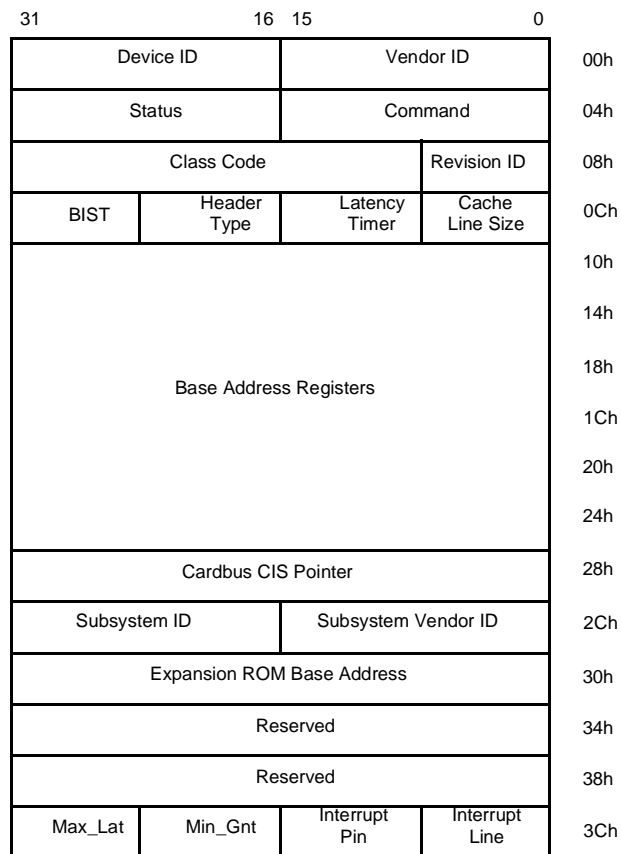 31 16 15 0
Device ID Vendor ID 00h
Status Command 04h
Class Code Revision ID 08h
BIST Header Type Latency Timer Cache Line Size 0Ch
10h
14h
18h
Base Address Registers
1Ch
20h
24h
Cardbus CIS Pointer 28h
Subsystem ID Subsystem Vendor ID 2Ch
Expansion ROM Base Address 30h
Reserved 34h
Reserved 38h
Max_Lat Min_Gnt Interrupt Pin Interrupt Line 3Ch